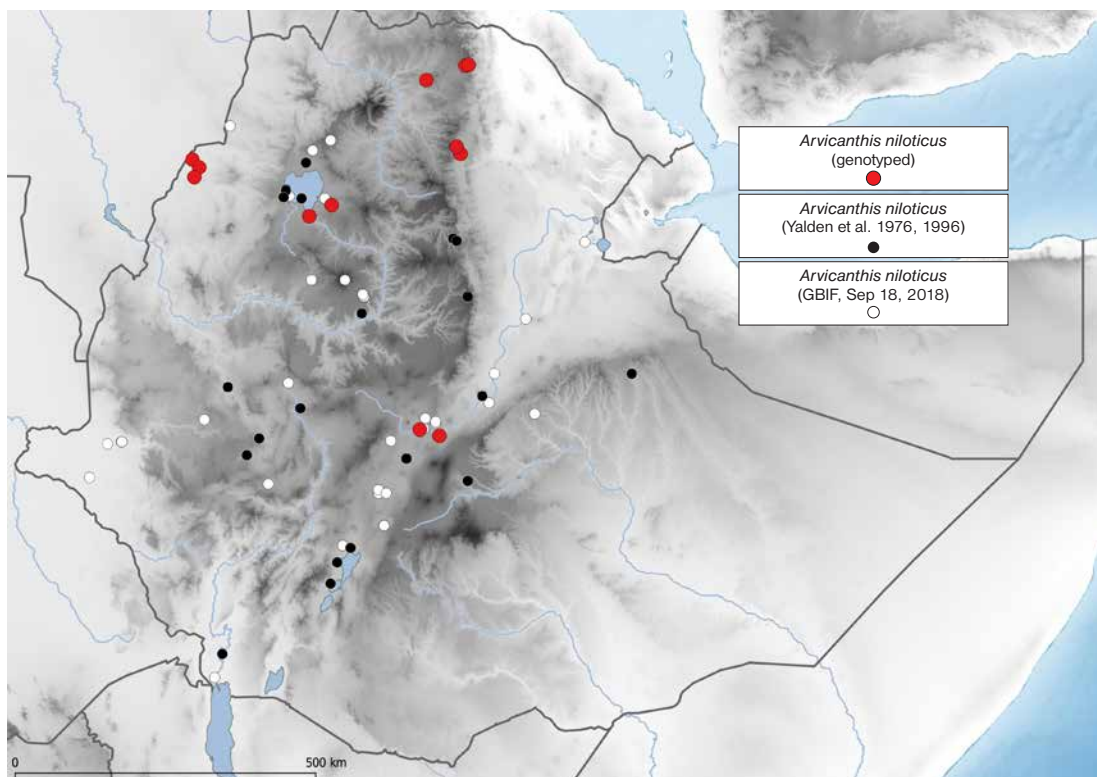 Arvicanthis niloticus
(genotyped)
Arvicanthis niloticus
(Yalden et al. 1976, 1996)
Arvicanthis niloticus
(GBIF, Sep 18, 2018)
0
500 km